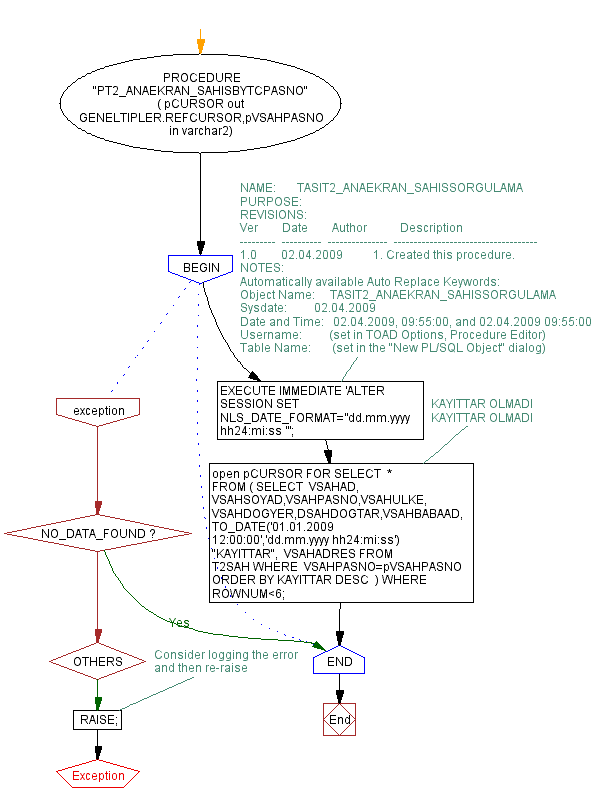 PROCEDURE
"PT2_ANAEKRAN_SAHISBYTCPASNO"
( pCURSOR out
GENELTIPLER.REFCURSOR,pVSAHPASNO
in varchar2)
NAME: TASIT2_ANAEKRAN_SAHISSORGULAMA
PURPOSE:
REVISIONS:
Ver Date Author Description
--------- ---------- --------------- ------------------------------------
1.0 02.04.2009 1. Created this procedure.
NOTES:
Automatically available Auto Replace Keywords:
Object Name: TASIT2_ANAEKRAN_SAHISSORGULAMA
Sysdate: 02.04.2009
Date and Time: 02.04.2009, 09:55:00, and 02.04.2009 09:55:00
Username: (set in TOAD Options, Procedure Editor)
Table Name: (set in the "New PL/SQL Object" dialog)
BEGIN
EXECUTE IMMEDIATE 'ALTER
SESSION SET
NLS_DATE_FORMAT="dd.mm.yyyy
hh24:mi:ss "';
exception
KAYITTAR OLMADI
KAYITTAR OLMADI
open pCURSOR FOR SELECT *
FROM ( SELECT VSAHAD,
VSAHSOYAD,VSAHPASNO,VSAHULKE,
VSAHDOGYER,DSAHDOGTAR,VSAHBABAAD,
TO_DATE('01.01.2009
12:00:00','dd.mm.yyyy hh24:mi:ss')
"KAYITTAR", VSAHADRES FROM
T2SAH WHERE VSAHPASNO=pVSAHPASNO
ORDER BY KAYITTAR DESC ) WHERE
ROWNUM<6;
NO_DATA_FOUND ?
Yes
OTHERS
Consider logging the error
and then re-raise
END
RAISE;
End
Exception